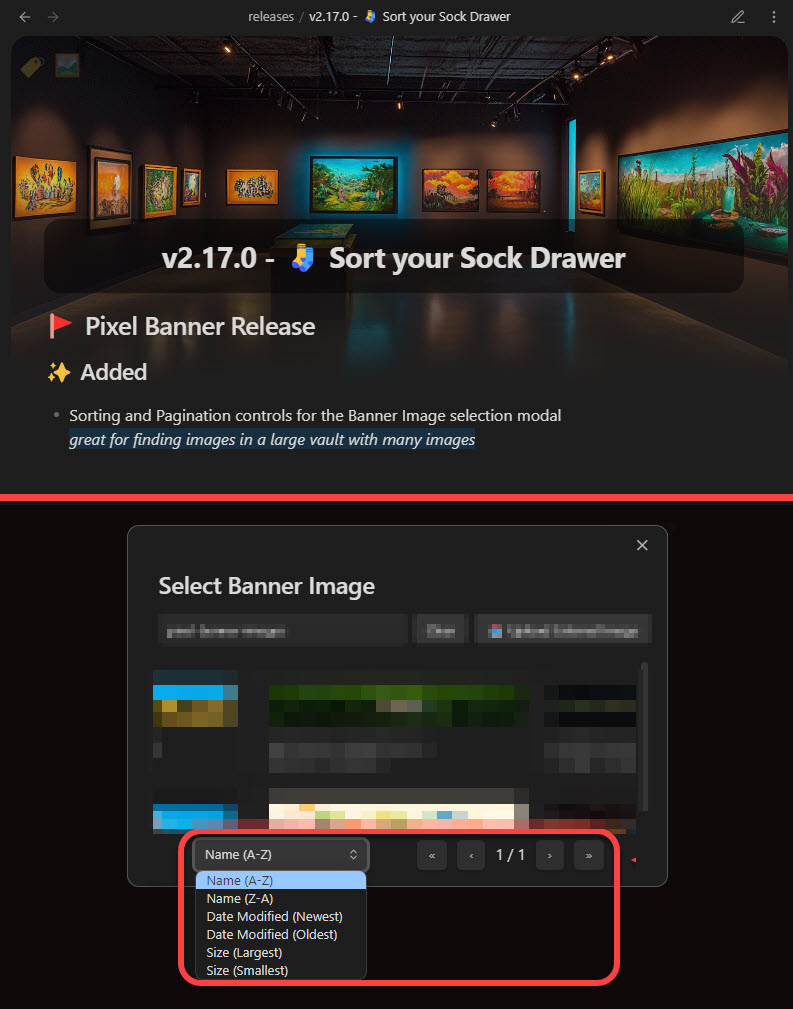 releases / v2.17.0 - 🧦 Sort your Sock Drawer
v2.17.0 - 🧦 Sort your Sock Drawer
🚩 Pixel Banner Release
✨ Added
• Sorting and Pagination controls for the Banner Image selection modal
great for finding images in a large vault with many images
Select Banner Image
Name (A-Z)
« ‹ 1 / 1 › »
Name (A-Z)
Name (Z-A)
Date Modified (Newest)
Date Modified (Oldest)
Size (Largest)
Size (Smallest)